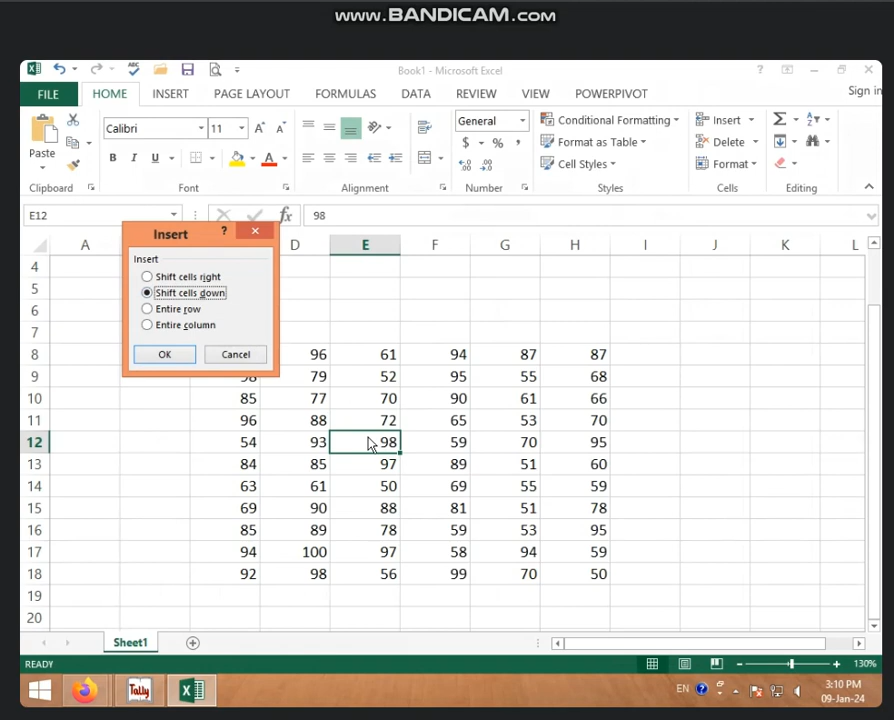 www.BANDICAM.com
Book1 - Microsoft Excel
FILE HOME INSERT PAGE LAYOUT FORMULAS DATA REVIEW VIEW POWERPIVOT Sign in
Paste Calibri 11 A A General Conditional Formatting Insert
B I U A $ % , Format as Table Delete
Cell Styles Format
Clipboard Font Alignment Number Styles Cells Editing
E12 fx 98
Insert ?
Insert
Shift cells right
Shift cells down
Entire row
Entire column
OK Cancel
A D E F G H I J K L
4
5
6
7
8 96 61 94 87 87
9 98 79 52 95 55 68
10 85 77 70 90 61 66
11 96 88 72 65 53 70
12 54 93 98 59 70 95
13 84 85 97 89 51 60
14 63 61 50 69 55 59
15 69 90 88 81 51 78
16 85 89 78 59 53 95
17 94 100 97 58 94 59
18 92 98 56 99 70 50
19
20
Sheet1
READY 130%
Tally EN 3:10 PM
09-Jan-24